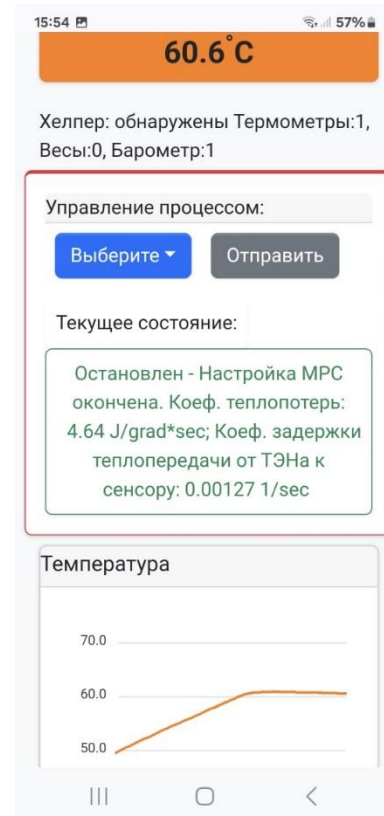 15:54 57%
60.6°C
Хелпер: обнаружены Термометры:1,
Весы:0, Барометр:1
Управление процессом:
Выберите Отправить
Текущее состояние:
Остановлен - Настройка МРС
окончена. Коеф. теплопотерь:
4.64 J/grad*sec; Коеф. задержки
теплопередачи от ТЭНа к
сенсору: 0.00127 1/sec
Температура
70.0
60.0
50.0